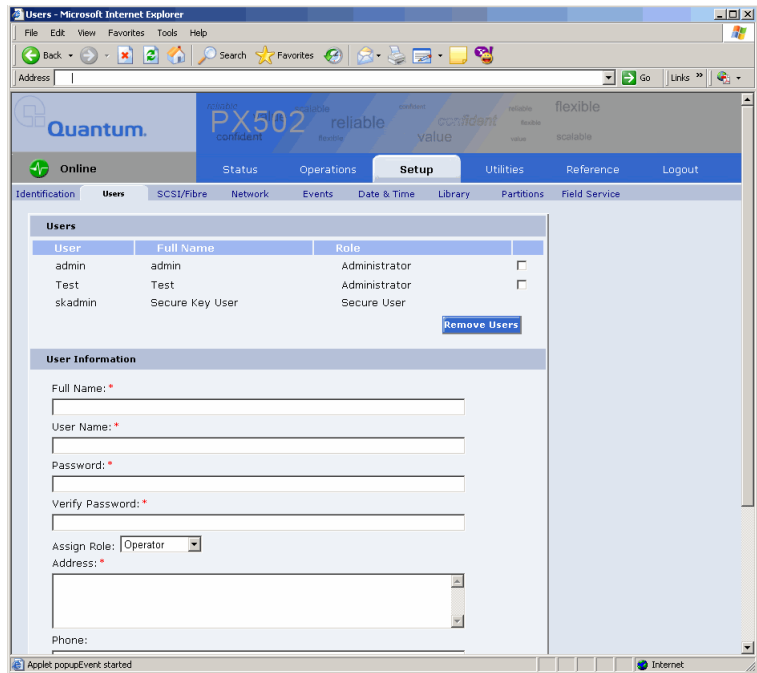 Users - Microsoft Internet Explorer
File Edit View Favorites Tools Help
Back Search Favorites
Address Go Links »
Quantum.
PX502
reliable confident value flexible scalable
Online
Status Operations Setup Utilities Reference Logout
Identification Users SCSI/Fibre Network Events Date & Time Library Partitions Field Service
Users
User Full Name Role
admin admin Administrator
Test Test Administrator
skadmin Secure Key User Secure User
Remove Users
User Information
Full Name: *
User Name: *
Password: *
Verify Password: *
Assign Role: Operator
Address: *
Phone:
Applet popupEvent started Internet